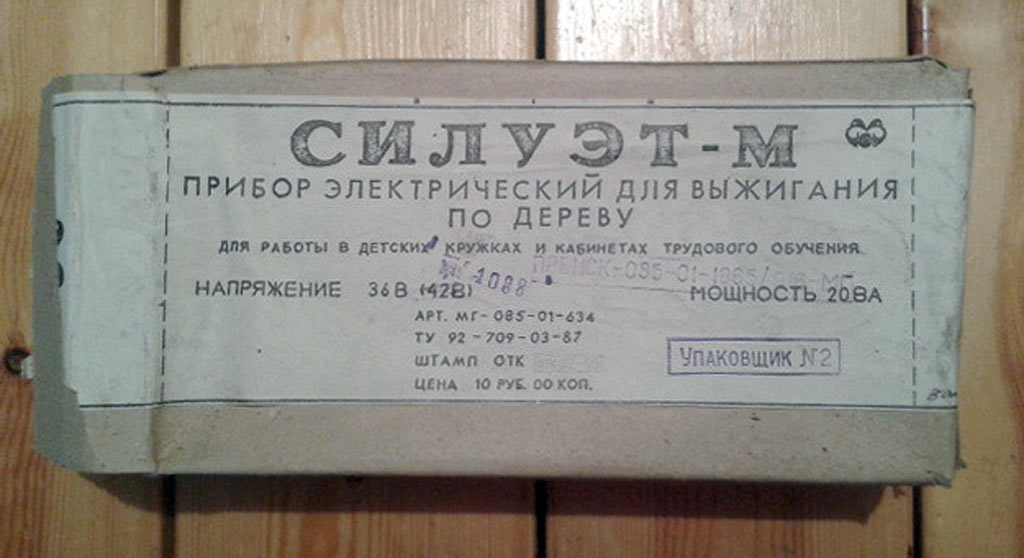 СИЛУЭТ-М
ПРИБОР ЭЛЕКТРИЧЕСКИЙ ДЛЯ ВЫЖИГАНИЯ
ПО ДЕРЕВУ
ДЛЯ РАБОТЫ В ДЕТСКИХ КРУЖКАХ И КАБИНЕТАХ ТРУДОВОГО ОБУЧЕНИЯ.
1088
НАПРЯЖЕНИЕ 36В (42В) МОЩНОСТЬ 20ВА
АРТ. МГ-085-01-634
ТУ 92-709-03-87
ШТАМП ОТК
УПАКОВЩИК №2
ЦЕНА 10 РУБ. 00 КОП.